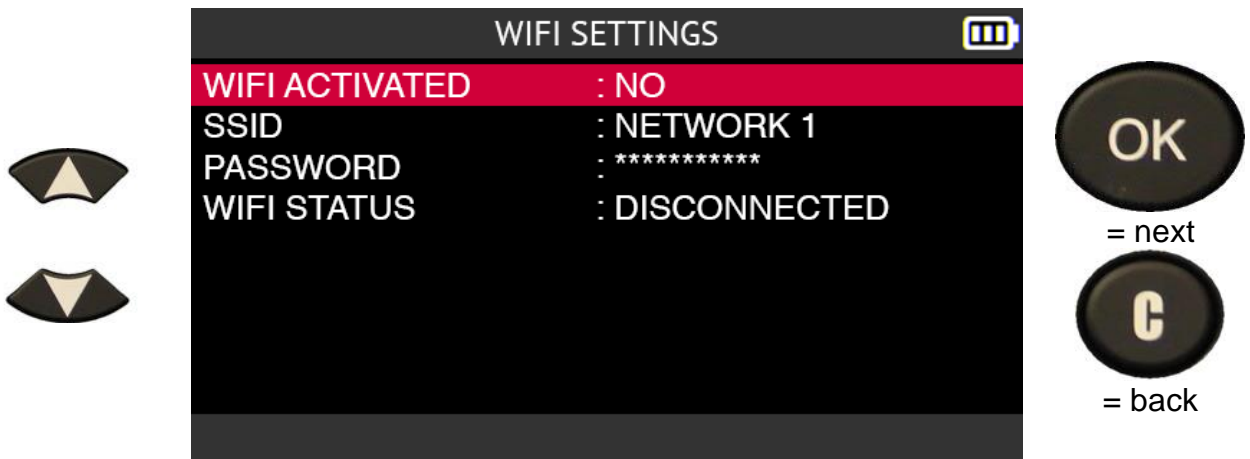 WIFI SETTINGS
WIFI ACTIVATED : NO
SSID : NETWORK 1
PASSWORD : ***********
WIFI STATUS : DISCONNECTED
OK
= next
C
= back